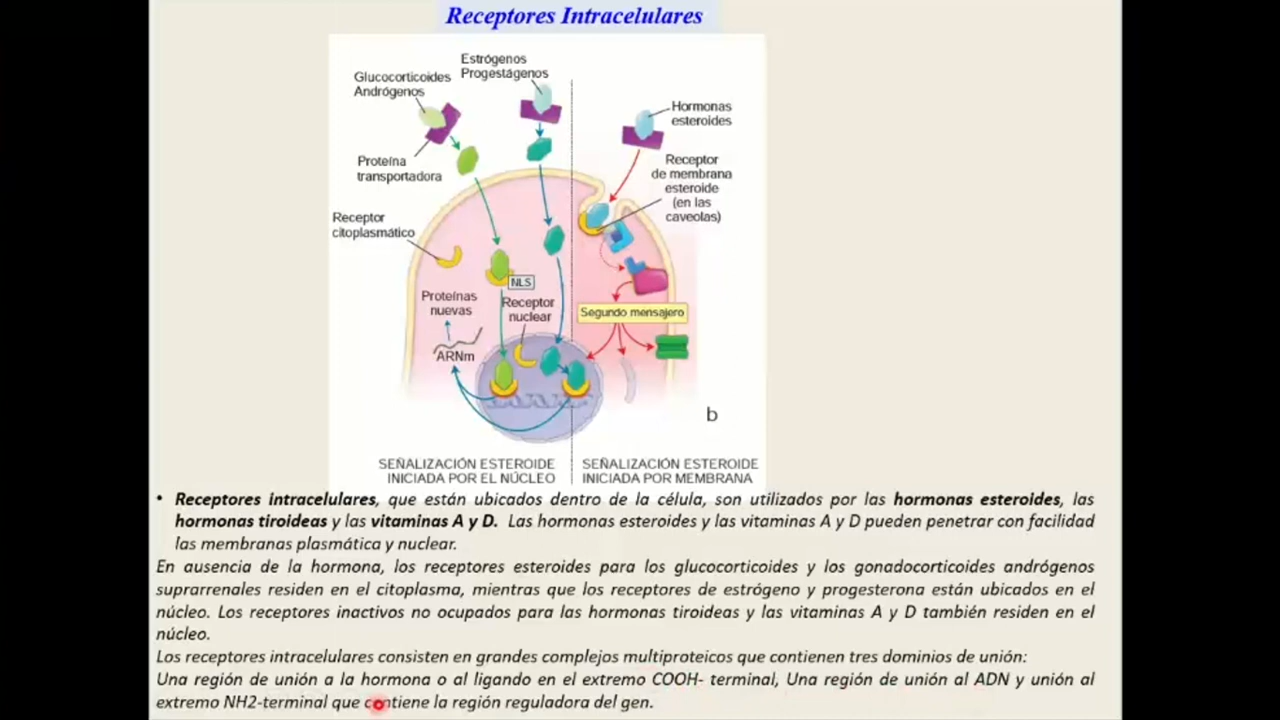 Receptores Intracelulares
Estrógenos
Progestágenos
Glucocorticoides
Andrógenos
Hormonas
esteroides
Proteína
transportadora
Receptor
de membrana
esteroide
(en las
caveolas)
Receptor
citoplasmático
NLS
Proteínas
nuevas
Receptor
nuclear
Segundo mensajero
ARNm
b
SEÑALIZACIÓN ESTEROIDE
INICIADA POR EL NÚCLEO
SEÑALIZACIÓN ESTEROIDE
INICIADA POR MEMBRANA
• Receptores intracelulares, que están ubicados dentro de la célula, son utilizados por las hormonas esteroides, las
hormonas tiroideas y las vitaminas A y D. Las hormonas esteroides y las vitaminas A y D pueden penetrar con facilidad
las membranas plasmática y nuclear.
En ausencia de la hormona, los receptores esteroides para los glucocorticoides y los gonadocorticoides andrógenos
suprarrenales residen en el citoplasma, mientras que los receptores de estrógeno y progesterona están ubicados en el
núcleo. Los receptores inactivos no ocupados para las hormonas tiroideas y las vitaminas A y D también residen en el
núcleo.
Los receptores intracelulares consisten en grandes complejos multiproteicos que contienen tres dominios de unión:
Una región de unión a la hormona o al ligando en el extremo COOH- terminal, Una región de unión al ADN y unión al
extremo NH2-terminal que contiene la región reguladora del gen.